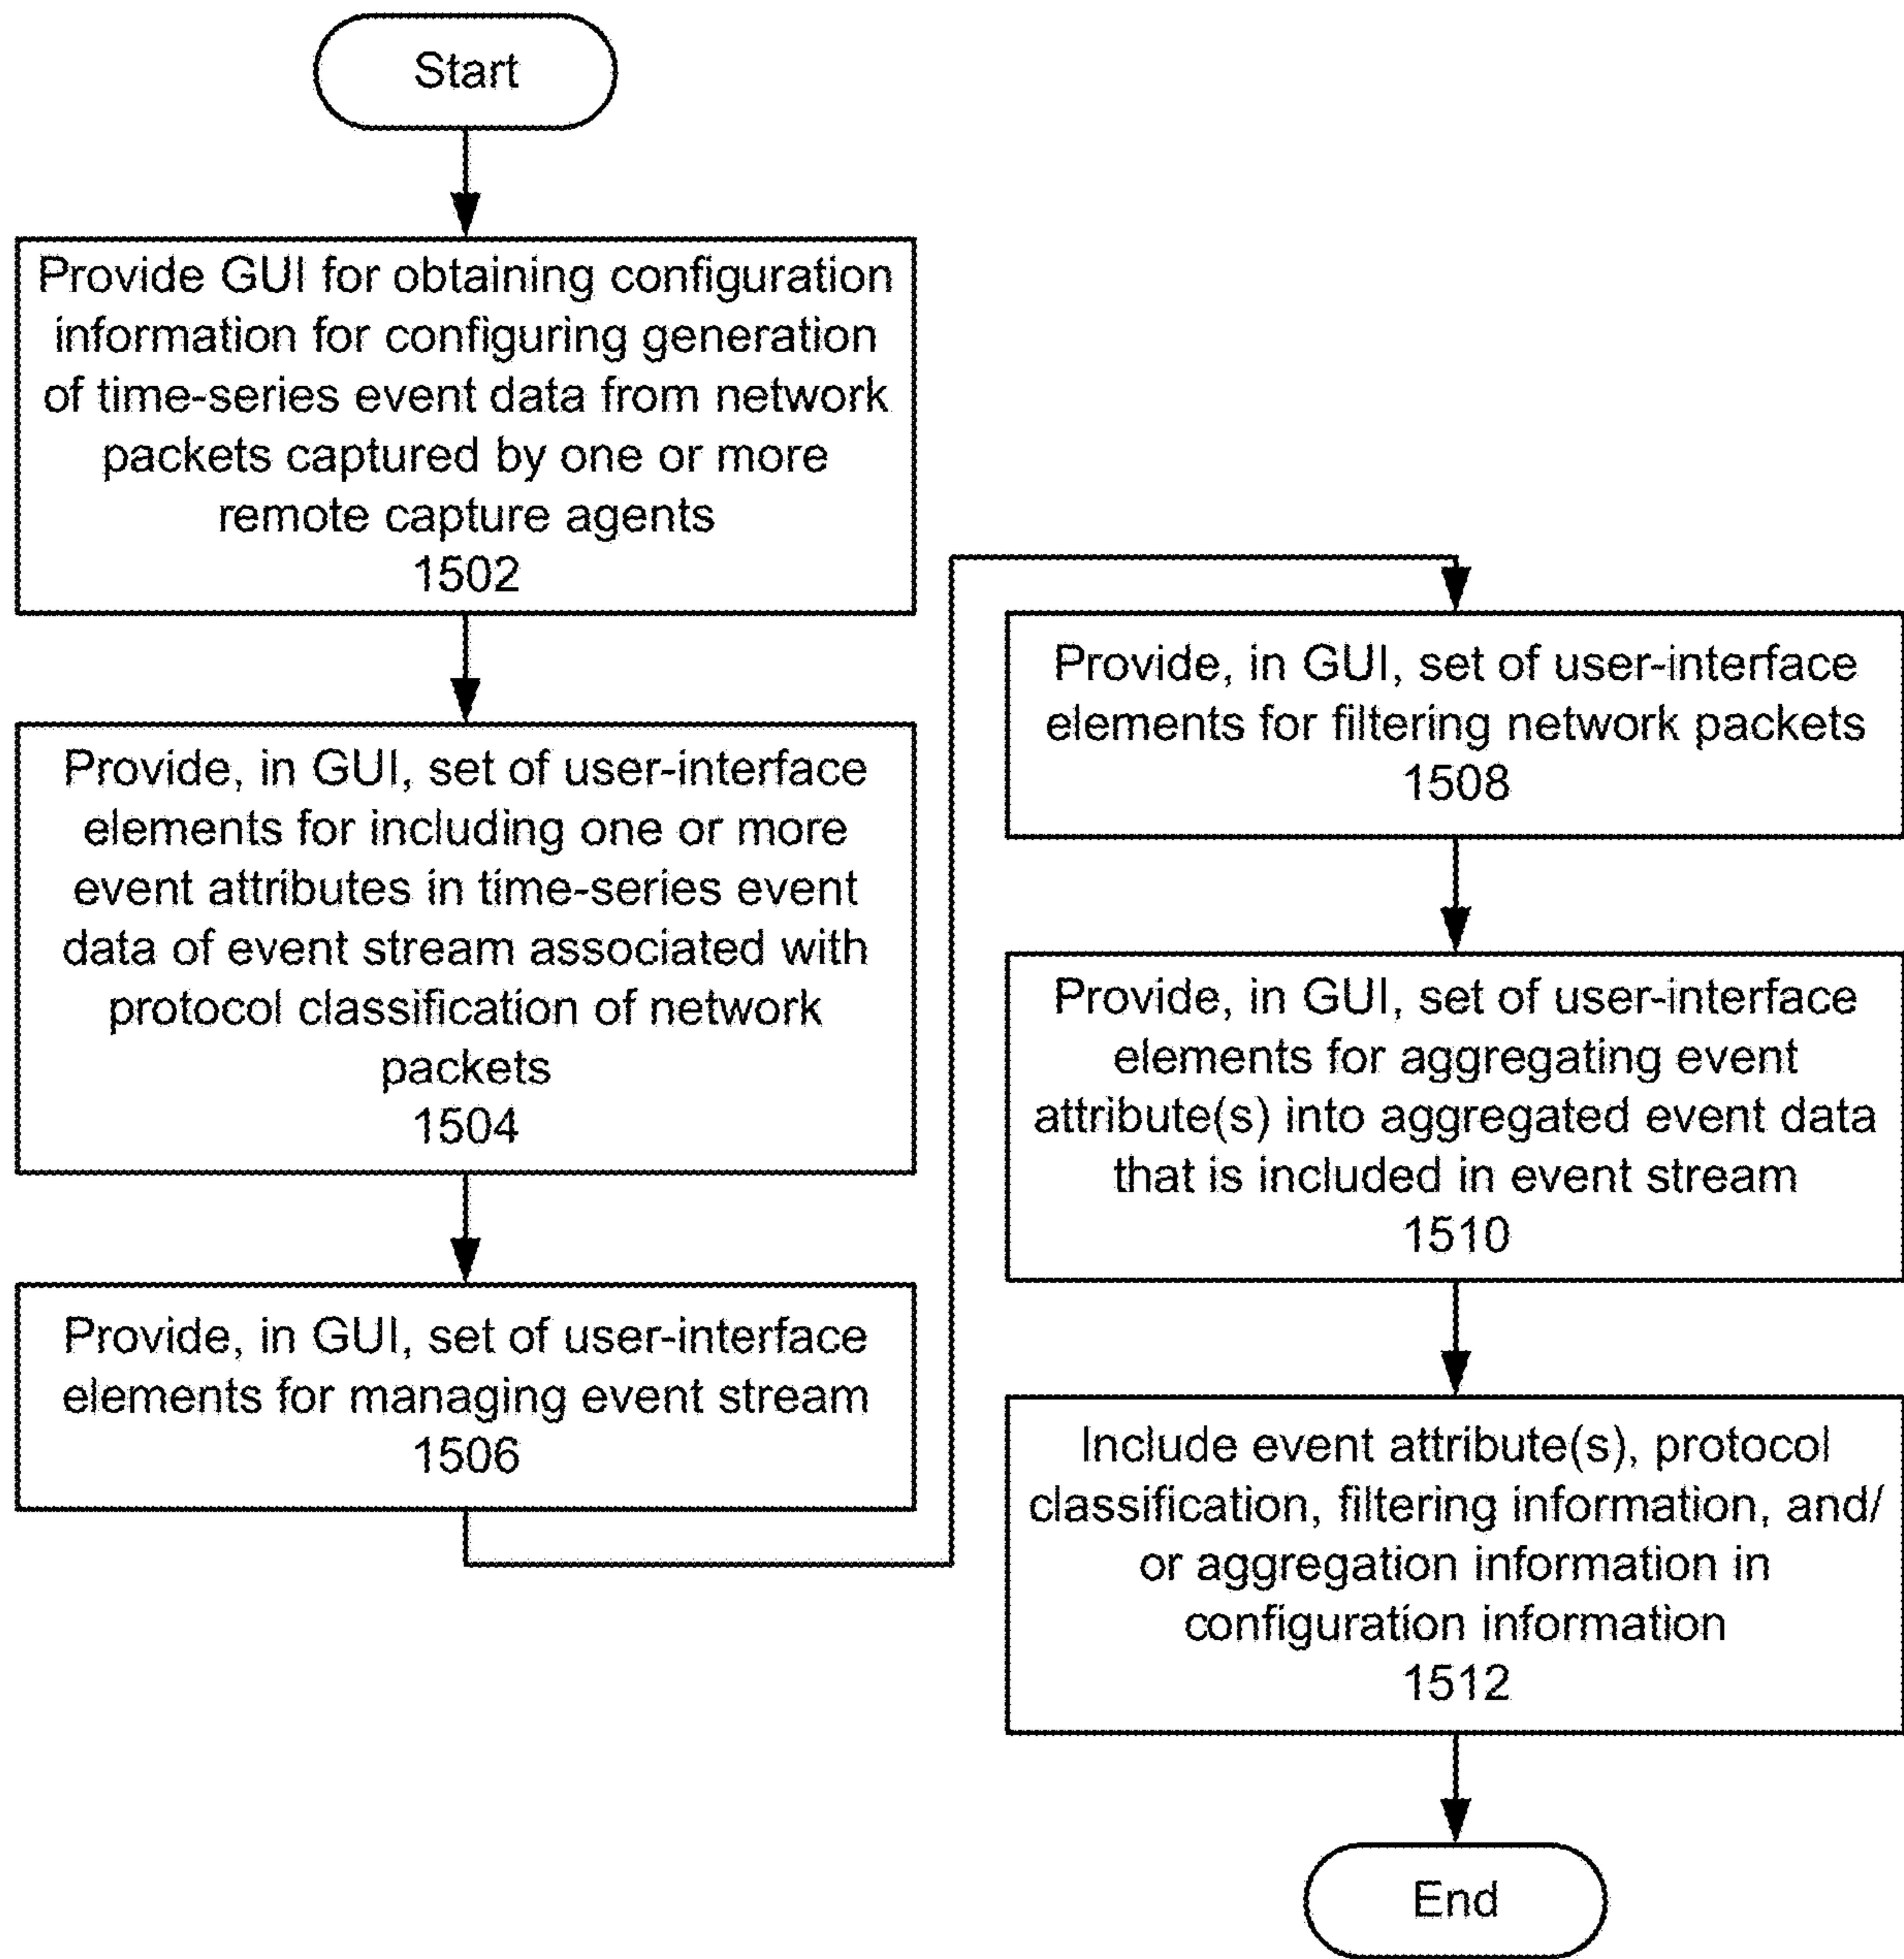 Start
Provide GUI for obtaining configuration
information for configuring generation
of time-series event data from network
packets captured by one or more
remote capture agents
1502
Provide, in GUI, set of user-interface
elements for including one or more
event attributes in time-series event
data of event stream associated with
protocol classification of network
packets
1504
Provide, in GUI, set of user-interface
elements for managing event stream
1506
Provide, in GUI, set of user-interface
elements for filtering network packets
1508
Provide, in GUI, set of user-interface
elements for aggregating event
attribute(s) into aggregated event data
that is included in event stream
1510
Include event attribute(s), protocol
classification, filtering information, and/
or aggregation information in
configuration information
1512
End